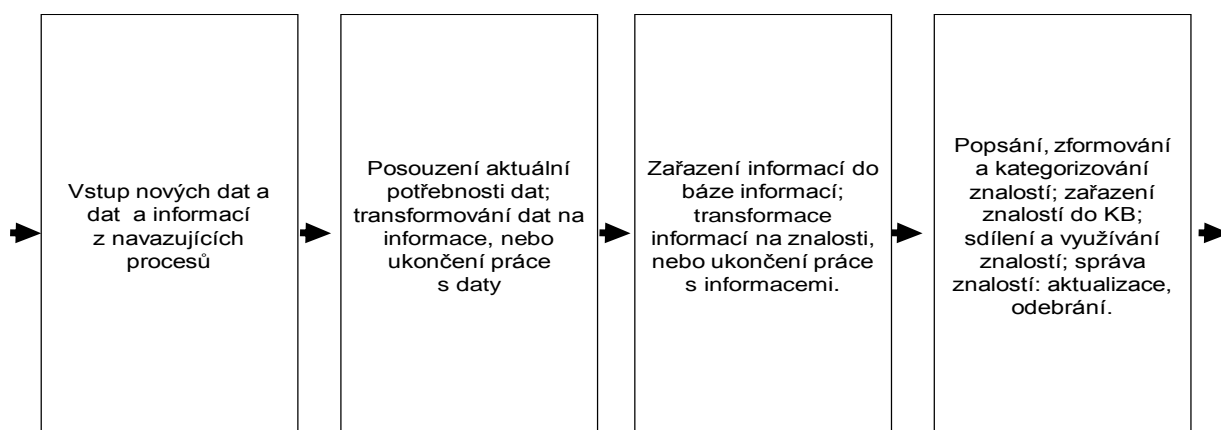 Vstup nových dat a
dat  a informací
z navazujících
procesů
Posouzení aktuální
potřebnosti dat;
transformování dat na
informace, nebo
ukončení práce
s daty
Zařazení informací do
báze informací;
transformace
informací na znalosti,
nebo ukončení práce
s informacemi.
Popsání, zformování
a kategorizování
znalostí; zařazení
znalostí do KB;
sdílení a využívání
znalostí; správa
znalostí: aktualizace,
odebrání.